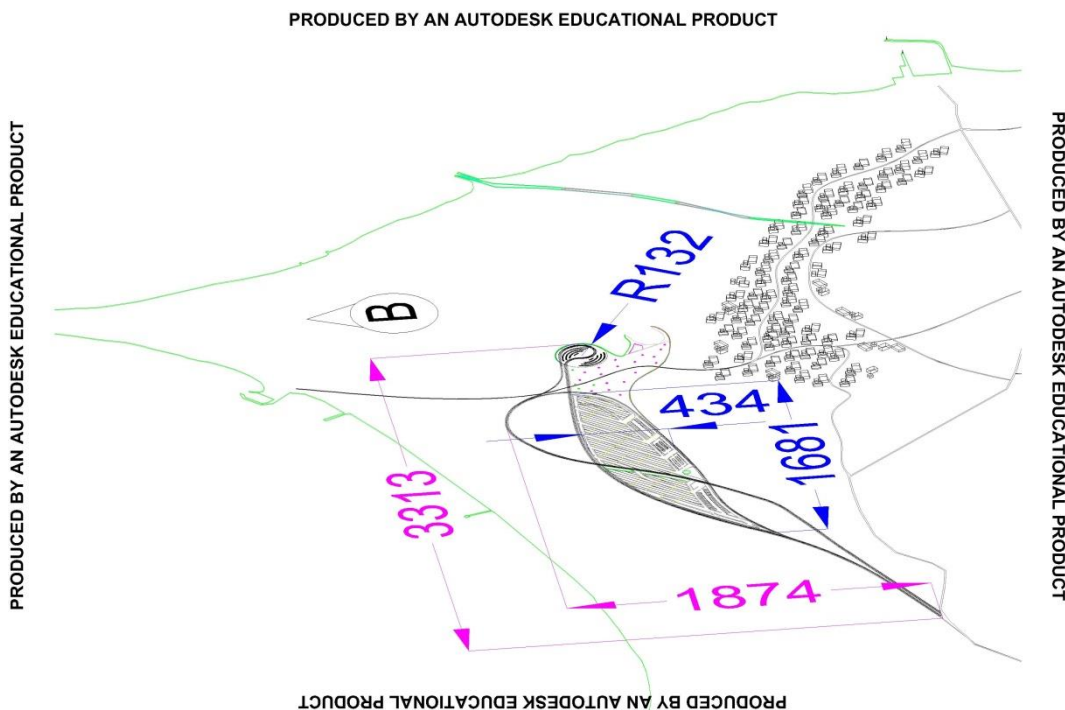 PRODUCED BY AN AUTODESK EDUCATIONAL PRODUCT
PRODUCED BY AN AUTODESK EDUCATIONAL PRODUCT
PRODUCED BY AN AUTODESK EDUCATIONAL PRODUCT
R132
B
434
1681
3313
1874
PRODUCED BY AN AUTODESK EDUCATIONAL PRODUCT